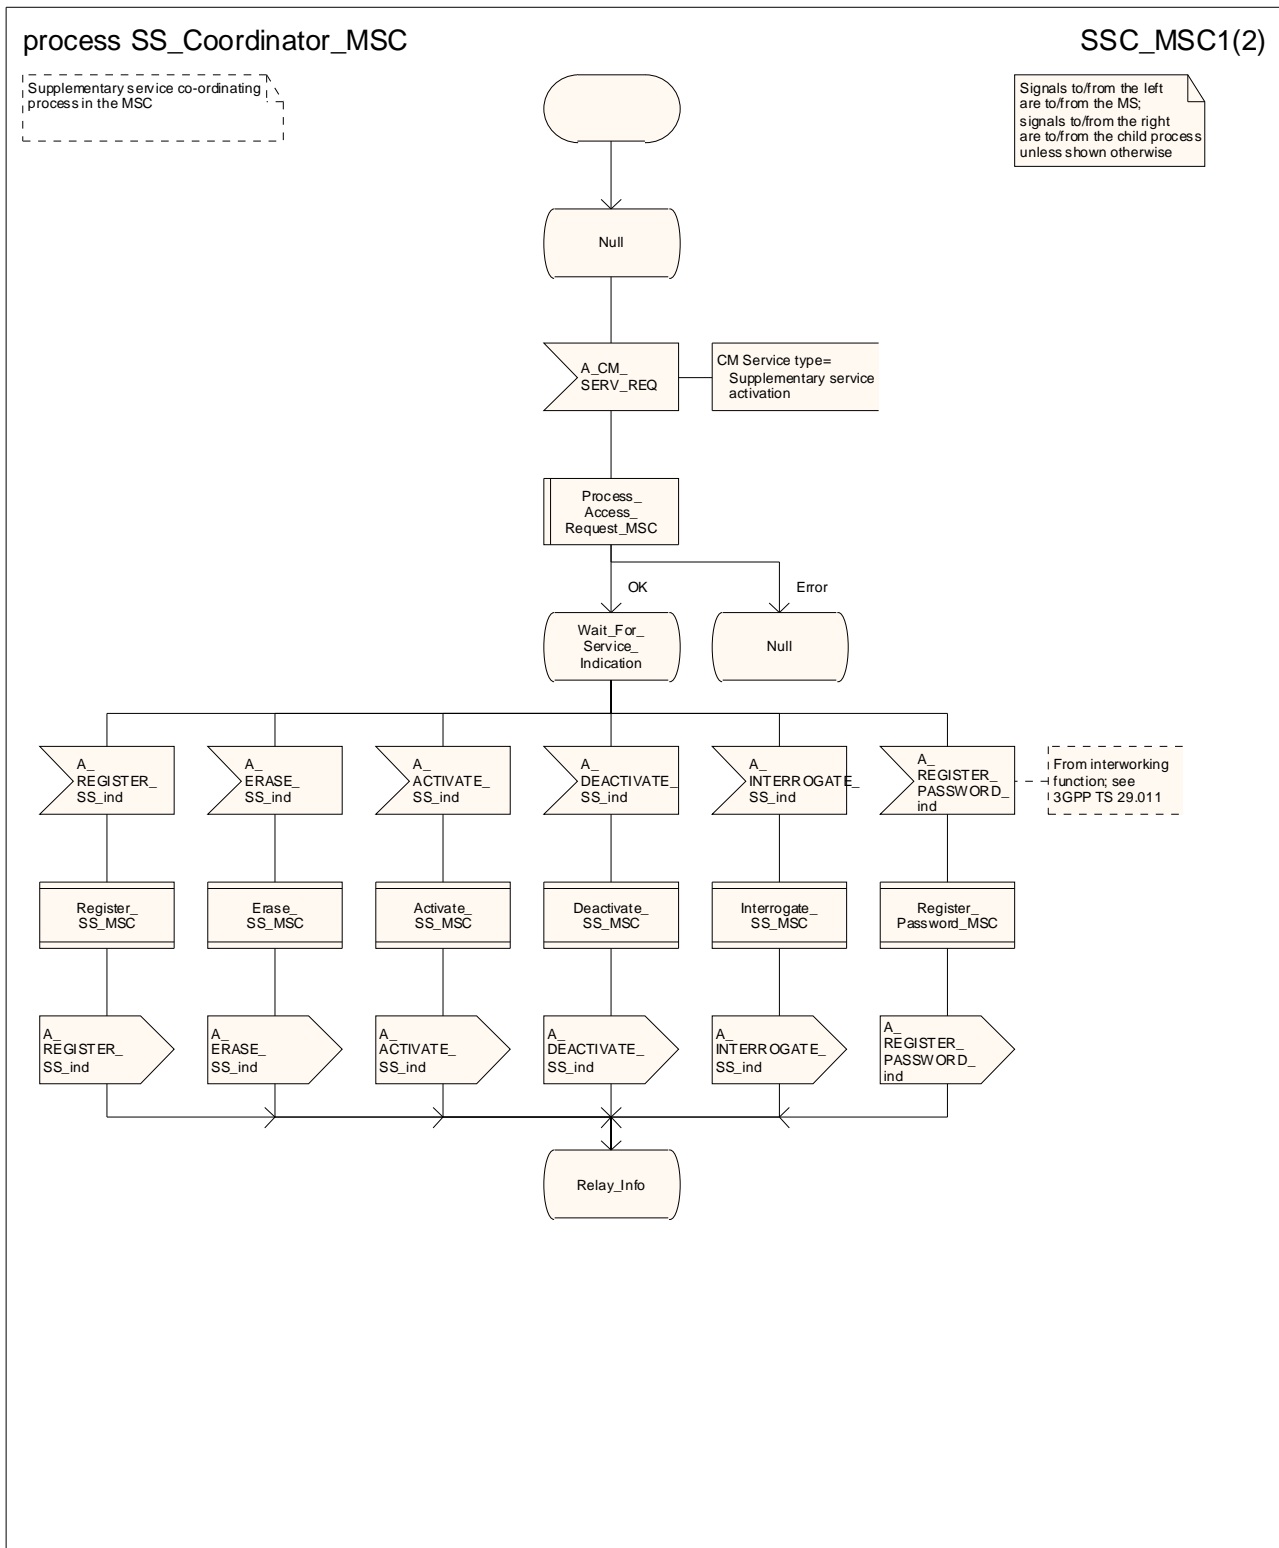 process SS_Coordinator_MSC
SSC_MSC1(2)
Supplementary service co-ordinating
process in the MSC
Signals to/from the left
are to/from the MS;
signals to/from the right
are to/from the child process
unless shown otherwise
Null
A_CM_
SERV_REQ
CM Service type=
Supplementary service
activation
Process_
Access_
Request_MSC
OK
Error
Wait_For_
Service_
Indication
Null
A_
REGISTER_
SS_ind
A_
ERASE_
SS_ind
A_
ACTIVATE_
SS_ind
A_
DEACTIVATE_
SS_ind
A_
INTERROGATE_
SS_ind
A_
REGISTER_
PASSWORD_
ind
From interworking
function; see
3GPP TS 29.011
Register_
SS_MSC
Erase_
SS_MSC
Activate_
SS_MSC
Deactivate_
SS_MSC
Interrogate_
SS_MSC
Register_
Password_MSC
A_
REGISTER_
SS_ind
A_
ERASE_
SS_ind
A_
ACTIVATE_
SS_ind
A_
DEACTIVATE_
SS_ind
A_
INTERROGATE_
SS_ind
A_
REGISTER_
PASSWORD_
ind
Relay_Info